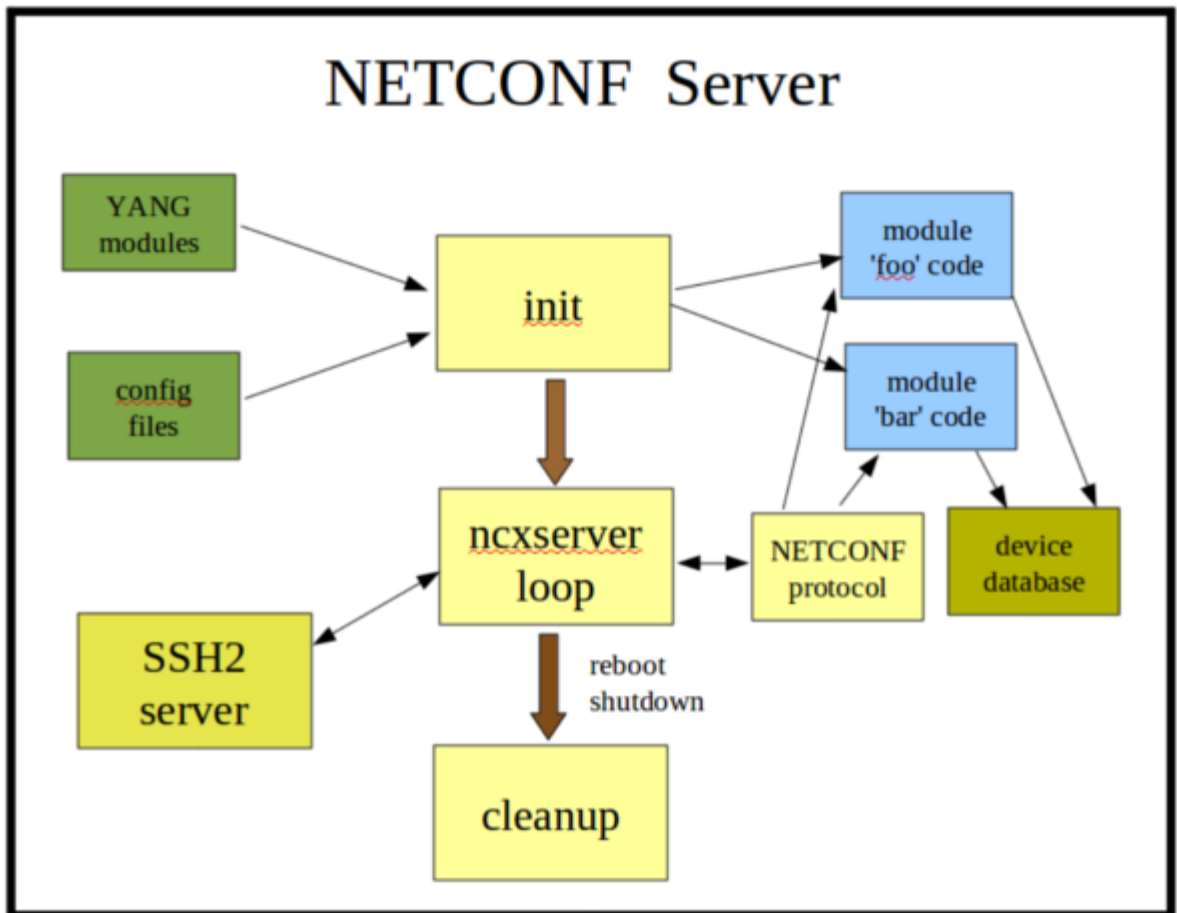 NETCONF Server
YANG
modules
config
files
init
module
'foo' code
module
'bar' code
ncxserver
loop
NETCONF
protocol
device
database
SSH2
server
reboot
shutdown
cleanup